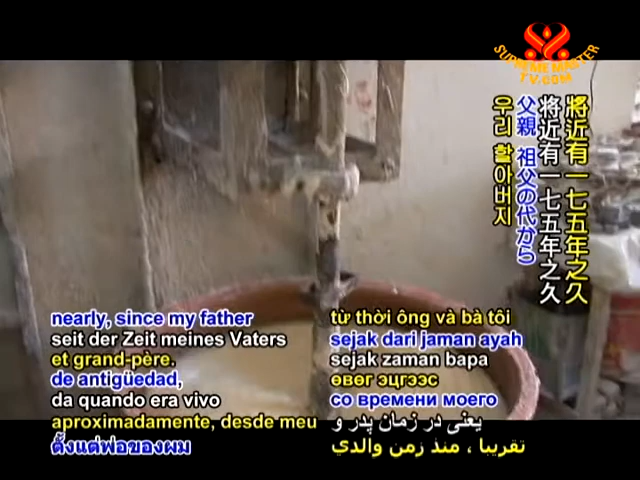 SUPREME MASTER
TV.COM
將近有一七五年之久
將近有一七五年之久
父親 祖父の代から
우리 할아버지
nearly, since my father
seit der Zeit meines Vaters
et grand-père.
de antigüedad,
da quando era vivo
aproximadamente, desde meu
ตั้งแต่พ่อของผม
từ thời ông và bà tôi
sejak dari jaman ayah
sejak zaman bapa
өвөг эцгээс
со времени моего
یعنی در زمان پدر و
تقريبا ، منذ زمن والدي